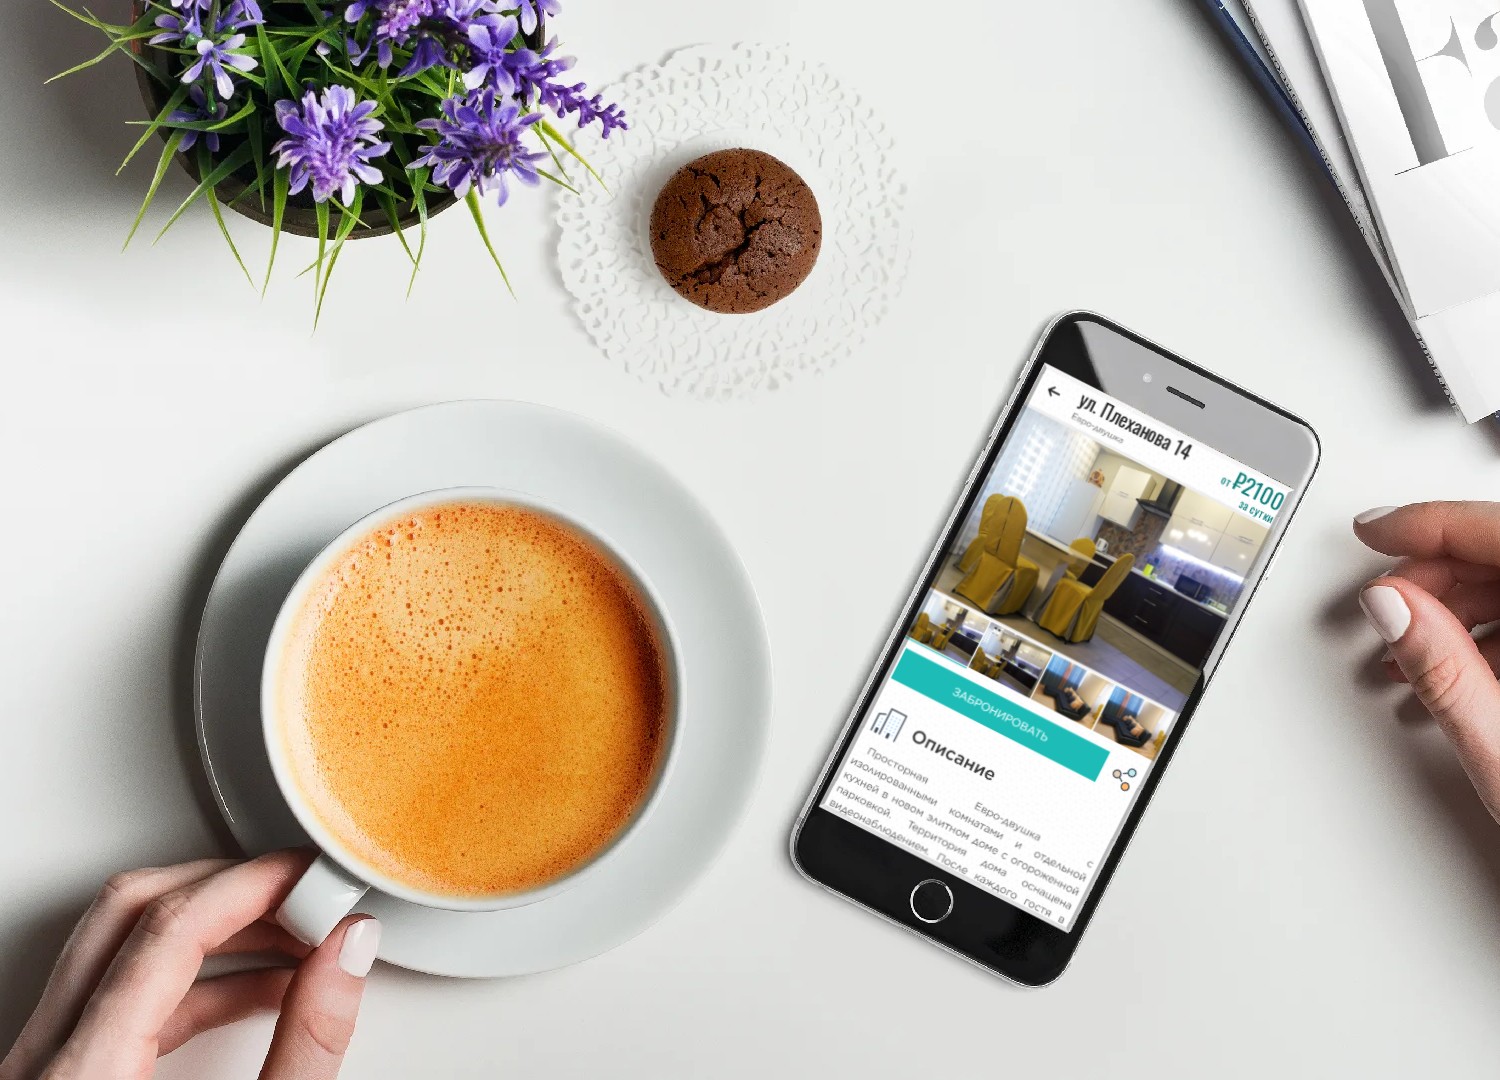 ул. Плеханова 14
Евро-двушка
от ₽2100
за сутки
ЗАБРОНИРОВАТЬ
Описание
Просторная Евро-двушка с
изолированными комнатами и отдельной
кухней в новом элитном доме с огороженной
парковкой. Территория дома оснащена
видеонаблюдением. После каждого гостя в
Fa